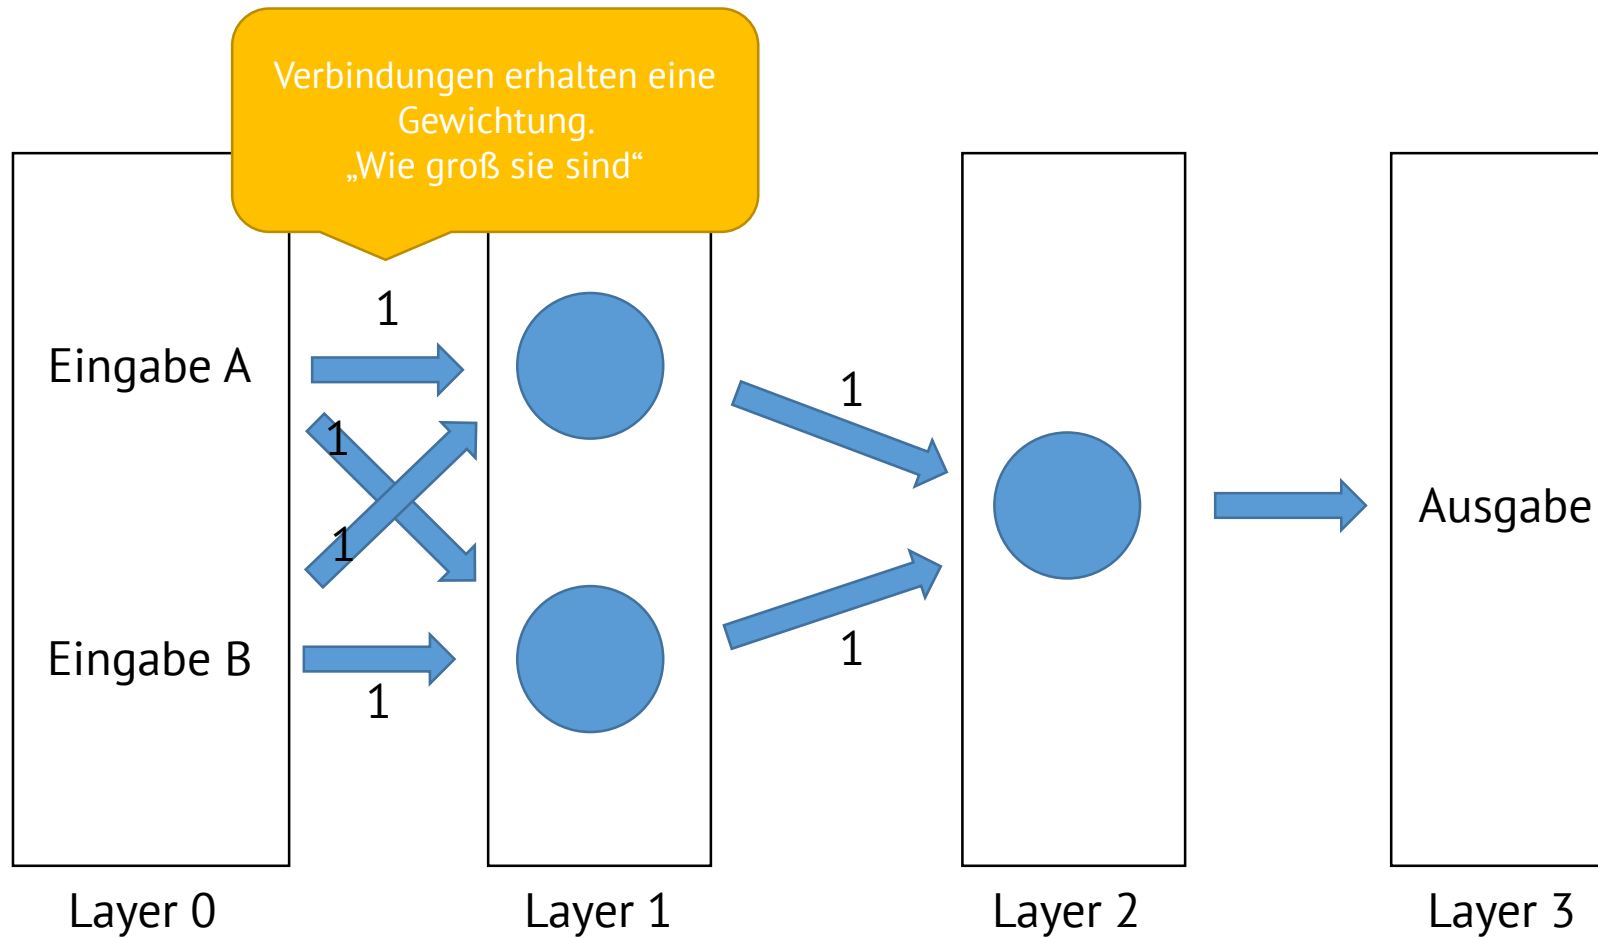 Verbindungen erhalten eine
Gewichtung.
„Wie groß sie sind“
1
Eingabe A
1
1
1
Eingabe B
1
1
Ausgabe
Layer 0
Layer 1
Layer 2
Layer 3